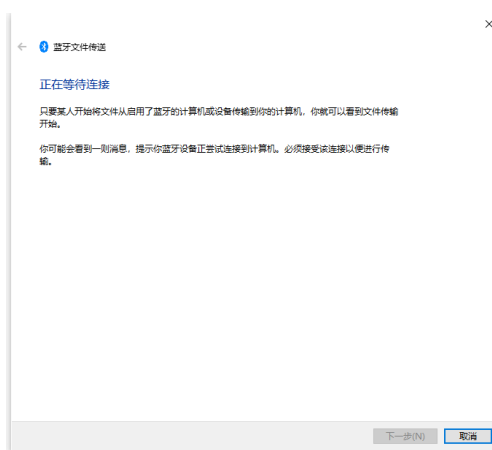 蓝牙文件传送
正在等待连接
只要某人开始将文件从启用了蓝牙的计算机或设备传输到你的计算机，你就可以看到文件传输
开始。
你可能会看到一则消息，提示你蓝牙设备正尝试连接到计算机。必须接受该连接以便进行传
输。
下一步(N)
取消